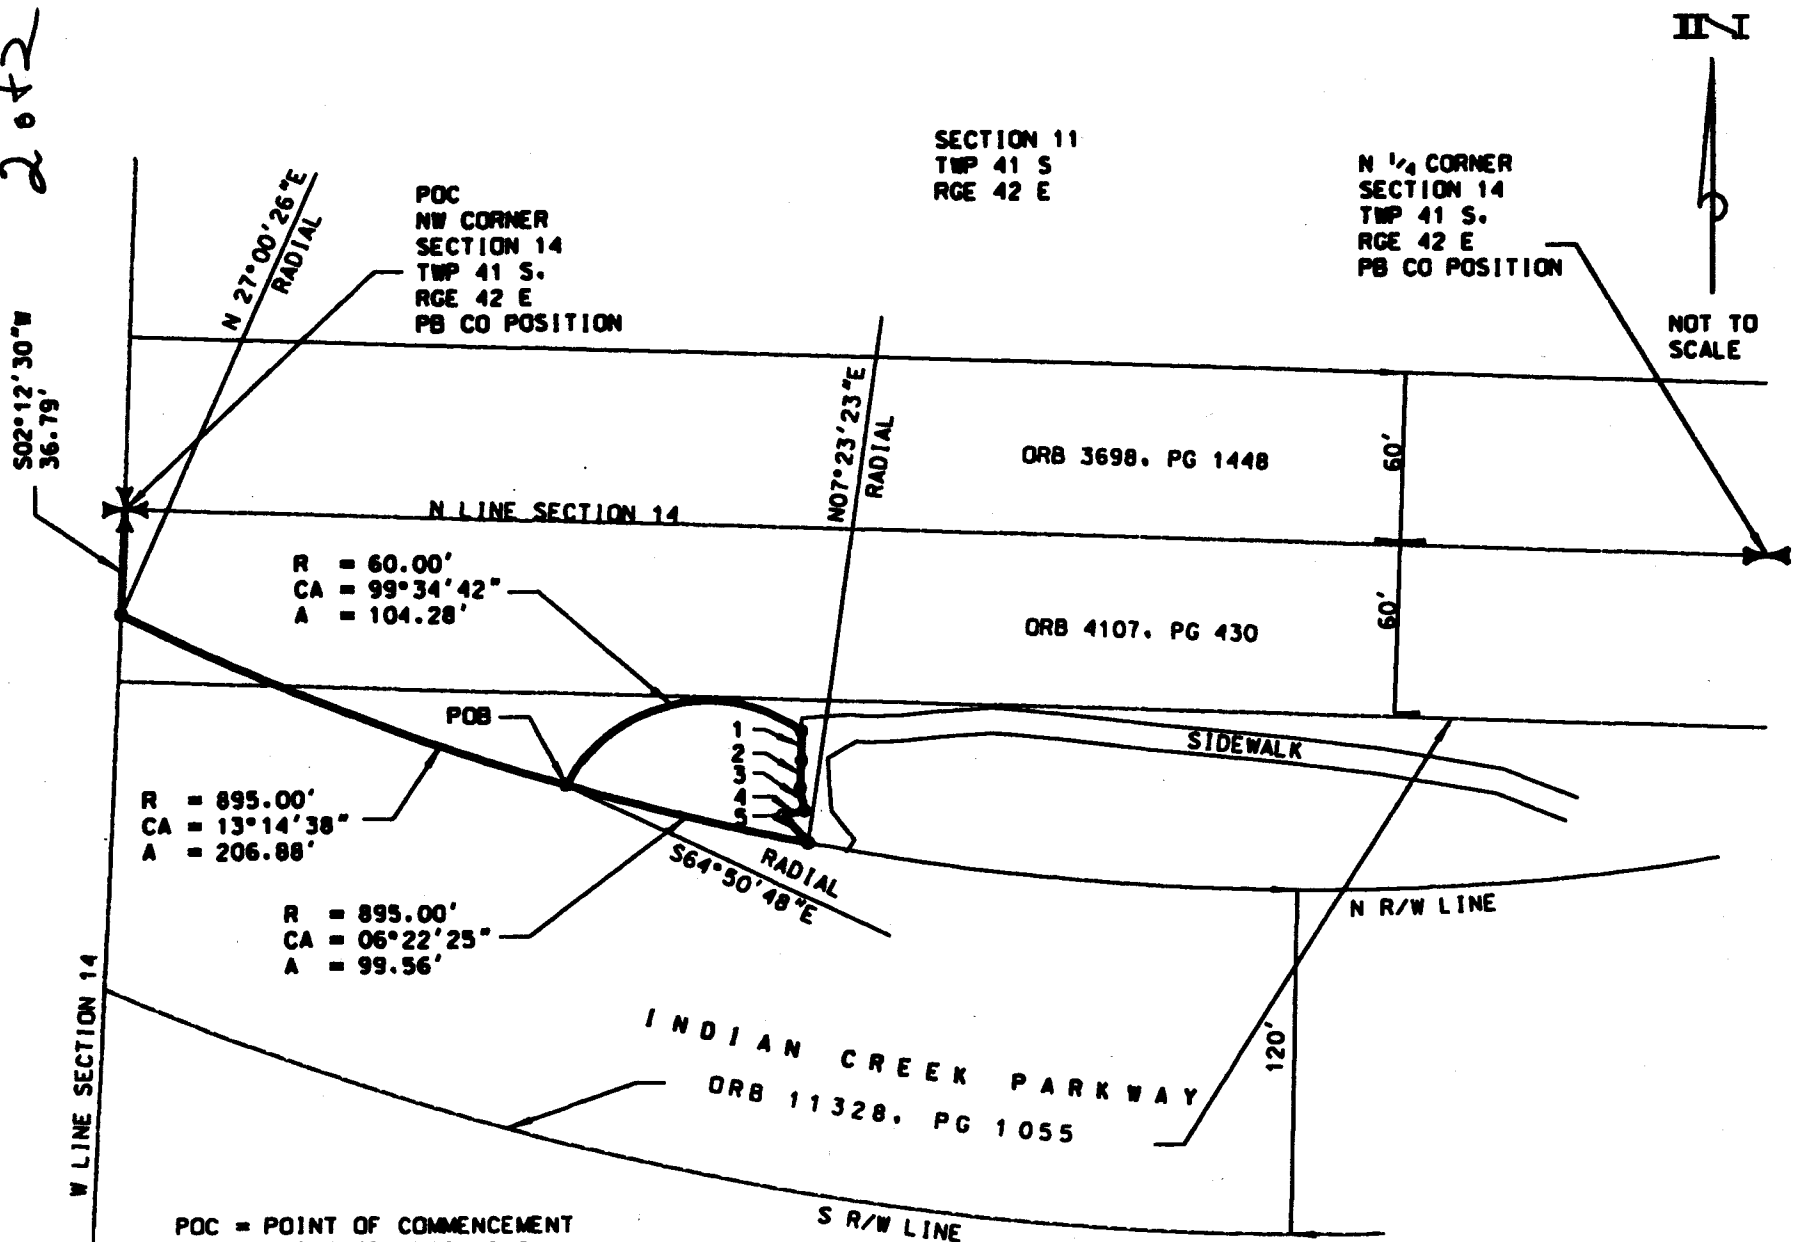 2 of 2
N
SECTION 11
TWP 41 S
RGE 42 E
N 1/4 CORNER
SECTION 14
TWP 41 S.
RGE 42 E
PB CO POSITION
NOT TO
SCALE
POC
NW CORNER
SECTION 14
TWP 41 S.
RGE 42 E
PB CO POSITION
N 27°00'26"E
RADIAL
S02°12'30"W
36.79'
N07°23'23"E
RADIAL
ORB 3698, PG 1448
60'
N LINE SECTION 14
R = 60.00'
CA = 99°34'42"
A = 104.28'
ORB 4107, PG 430
60'
POB
1
2
3
4
5
SIDEWALK
R = 895.00'
CA = 13°14'38"
A = 206.88'
RADIAL
S64°50'48"E
R = 895.00'
CA = 06°22'25"
A = 99.56'
N R/W LINE
W LINE SECTION 14
INDIAN CREEK PARKWAY
ORB 11328, PG 1055
120'
POC = POINT OF COMMENCEMENT
S R/W LINE